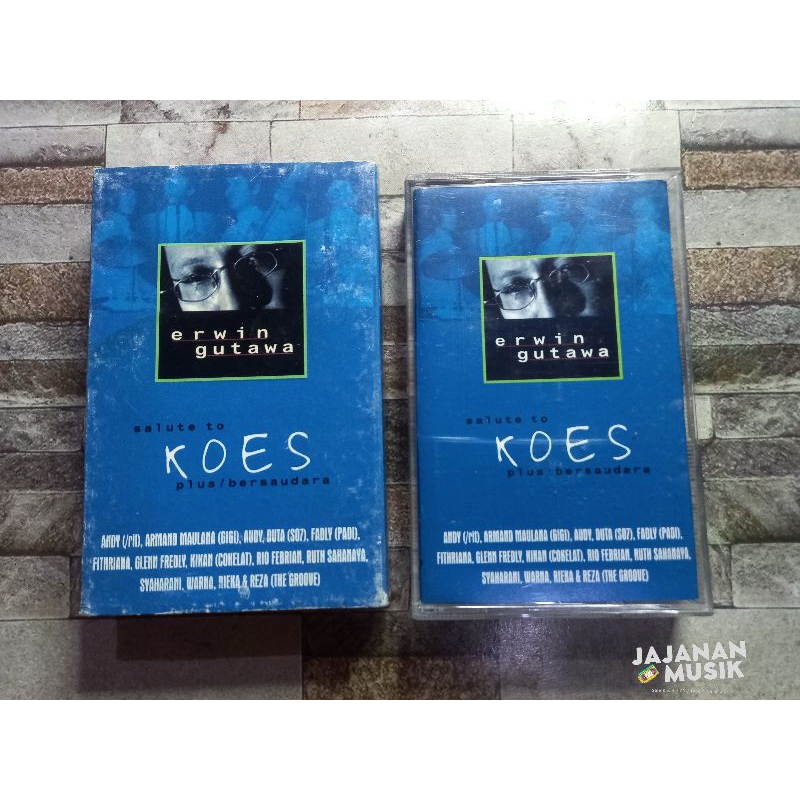 erwin
gutawa
salute to
KOES
plus/bersaudara
ANDY (/rif), ARMAND MAULANA (GIGI), AUDY, DUTA (SO7), FADLY (PADI),
FITHRIANA, GLENN FREDLY, KIKAN (COKELAT), RIO FEBRIAN, RUTH SAHANAYA,
SYAHARANI, WARNA, RIEKA & REZA (THE GROOVE)
erwin
gutawa
salute to
KOES
plus/bersaudara
ANDY (/rif), ARMAND MAULANA (GIGI), AUDY, DUTA (SO7), FADLY (PADI),
FITHRIANA, GLENN FREDLY, KIKAN (COKELAT), RIO FEBRIAN, RUTH SAHANAYA,
SYAHARANI, WARNA, RIEKA & REZA (THE GROOVE)
JAJANAN
MUSIK